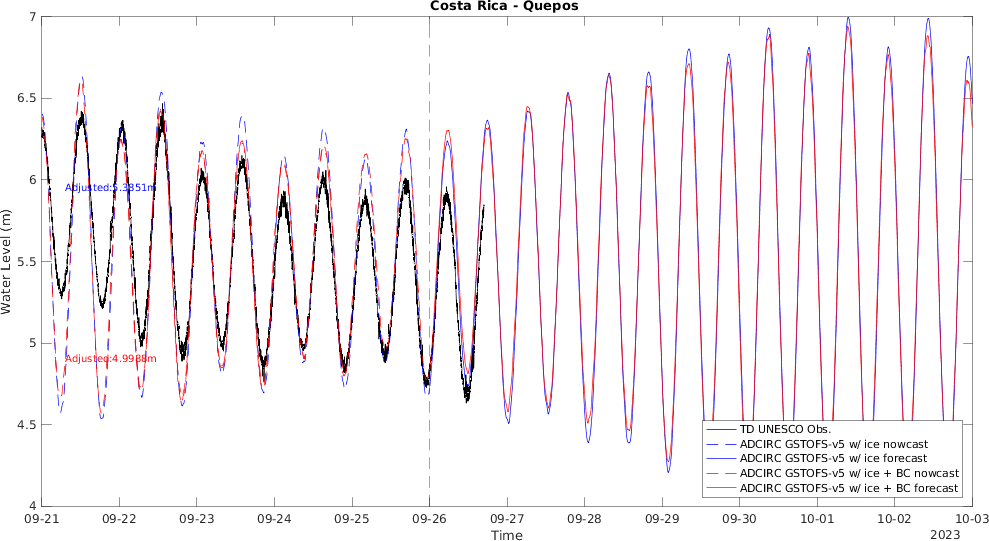 Costa Rica - Quepos
7
6.5
6
5.5
5
4.5
4
Water Level (m)
Adjusted:5.3851m
Adjusted:4.9988m
TD UNESCO Obs.
ADCIRC GSTOFS-v5 w/ ice nowcast
ADCIRC GSTOFS-v5 w/ ice forecast
ADCIRC GSTOFS-v5 w/ ice + BC nowcast
ADCIRC GSTOFS-v5 w/ ice + BC forecast
09-21 09-22 09-23 09-24 09-25 09-26 09-27 09-28 09-29 09-30 10-01 10-02 10-03
Time
2023